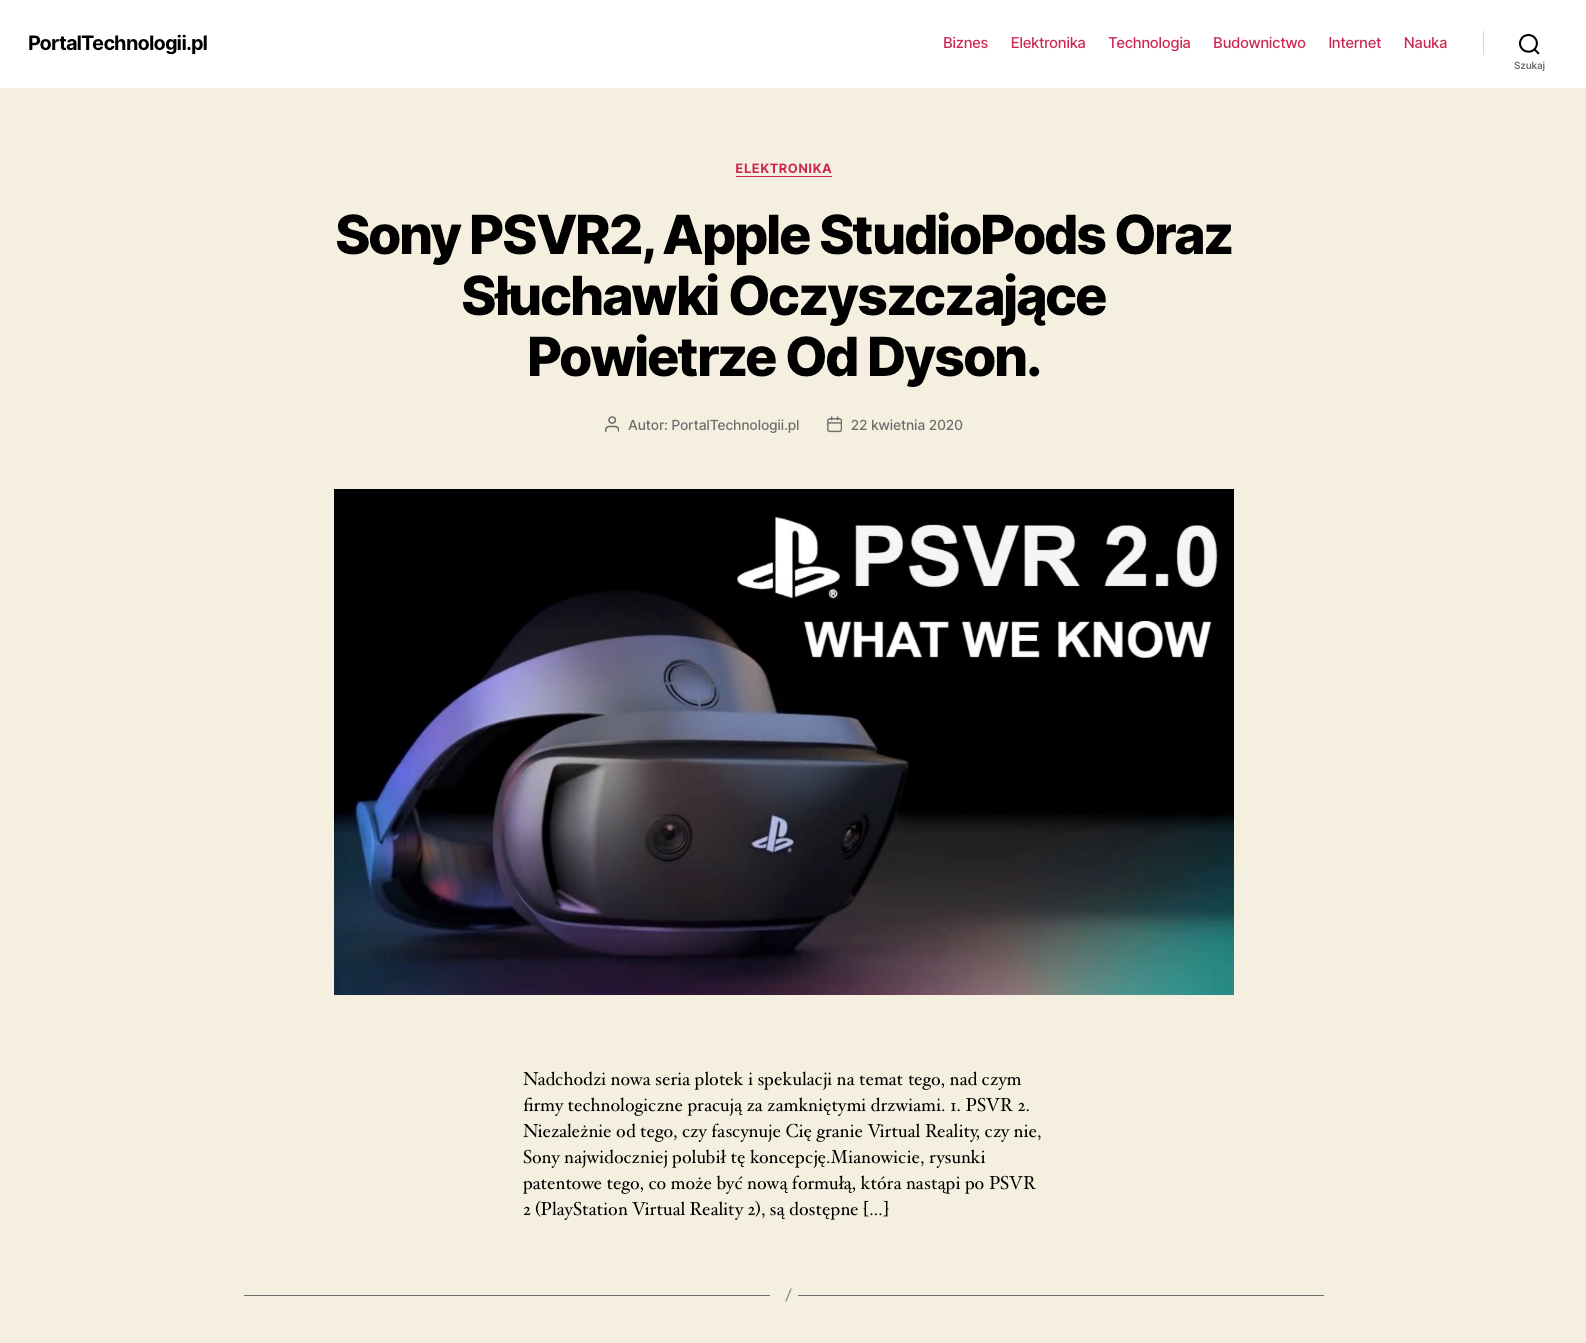 PortalTechnologii.pl
Biznes Elektronika Technologia Budownictwo Internet Nauka
Szukaj
ELEKTRONIKA
Sony PSVR2, Apple StudioPods Oraz
Słuchawki Oczyszczające
Powietrze Od Dyson.
Autor: PortalTechnologii.pl 22 kwietnia 2020
PSVR 2.0
WHAT WE KNOW
Nadchodzi nowa seria plotek i spekulacji na temat tego, nad czym
firmy technologiczne pracują za zamkniętymi drzwiami. 1. PSVR 2.
Niezależnie od tego, czy fascynuje Cię granie Virtual Reality, czy nie,
Sony najwidoczniej polubił tę koncepcję.Mianowicie, rysunki
patentowe tego, co może być nową formułą, która nastąpi po PSVR
2 (PlayStation Virtual Reality 2), są dostępne […]
/